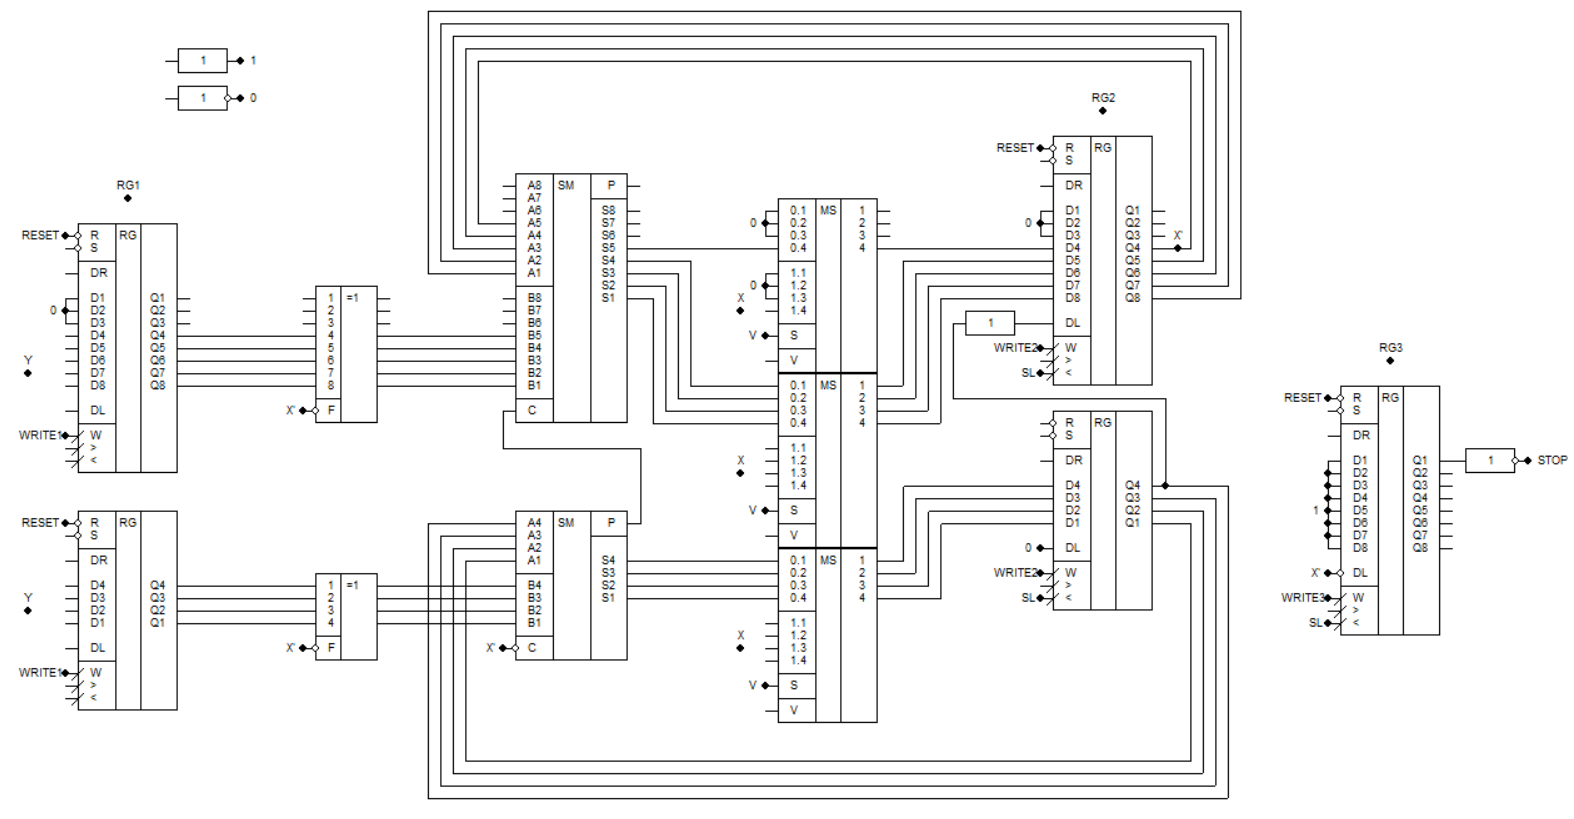 1 1
1 0
RG1
RESET R RG
S
DR
D1 Q1
0 D2 Q2
D3 Q3
D4 Q4
D5 Q5
Y D6 Q6
D7 Q7
D8 Q8
DL
WRITE1 W
>
<
1 =1
2
3
4
5
6
7
8
X' F
RESET R RG
S
DR
D4 Q4
Y D3 Q3
D2 Q2
D1 Q1
DL
WRITE1 W
>
<
1 =1
2
3
4
X' F
A8 SM P
A7
A6 S8
A5 S7
A4 S6
A3 S5
A2 S4
A1 S3
S2
B8 S1
B7
B6
B5
B4
B3
B2
B1
C
A4 SM P
A3
A2
A1 S4
S3
B4 S2
B3 S1
B2
B1
X' C
0.1 MS 1
0 0.2 2
0.3 3
0.4 4
1.1
0 1.2
X 1.3
1.4
V S
V
0.1 MS 1
0.2 2
0.3 3
0.4 4
1.1
X 1.2
1.3
1.4
V S
V
0.1 MS 1
0.2 2
0.3 3
0.4 4
1.1
X 1.2
1.3
1.4
V S
V
RG2
RESET R RG
S
DR
D1 Q1
0 D2 Q2
D3 Q3
D4 Q4 X'
D5 Q5
D6 Q6
D7 Q7
D8 Q8
1 DL
WRITE2 W
>
SL <
R RG
S
DR
D4 Q4
D3 Q3
D2 Q2
D1 Q1
0 DL
WRITE2 W
>
SL <
RG3
RESET R RG
S
DR
D1 Q1 1 STOP
D2 Q2
D3 Q3
D4 Q4
1 D5 Q5
D6 Q6
D7 Q7
D8 Q8
X' DL
WRITE3 W
>
SL <